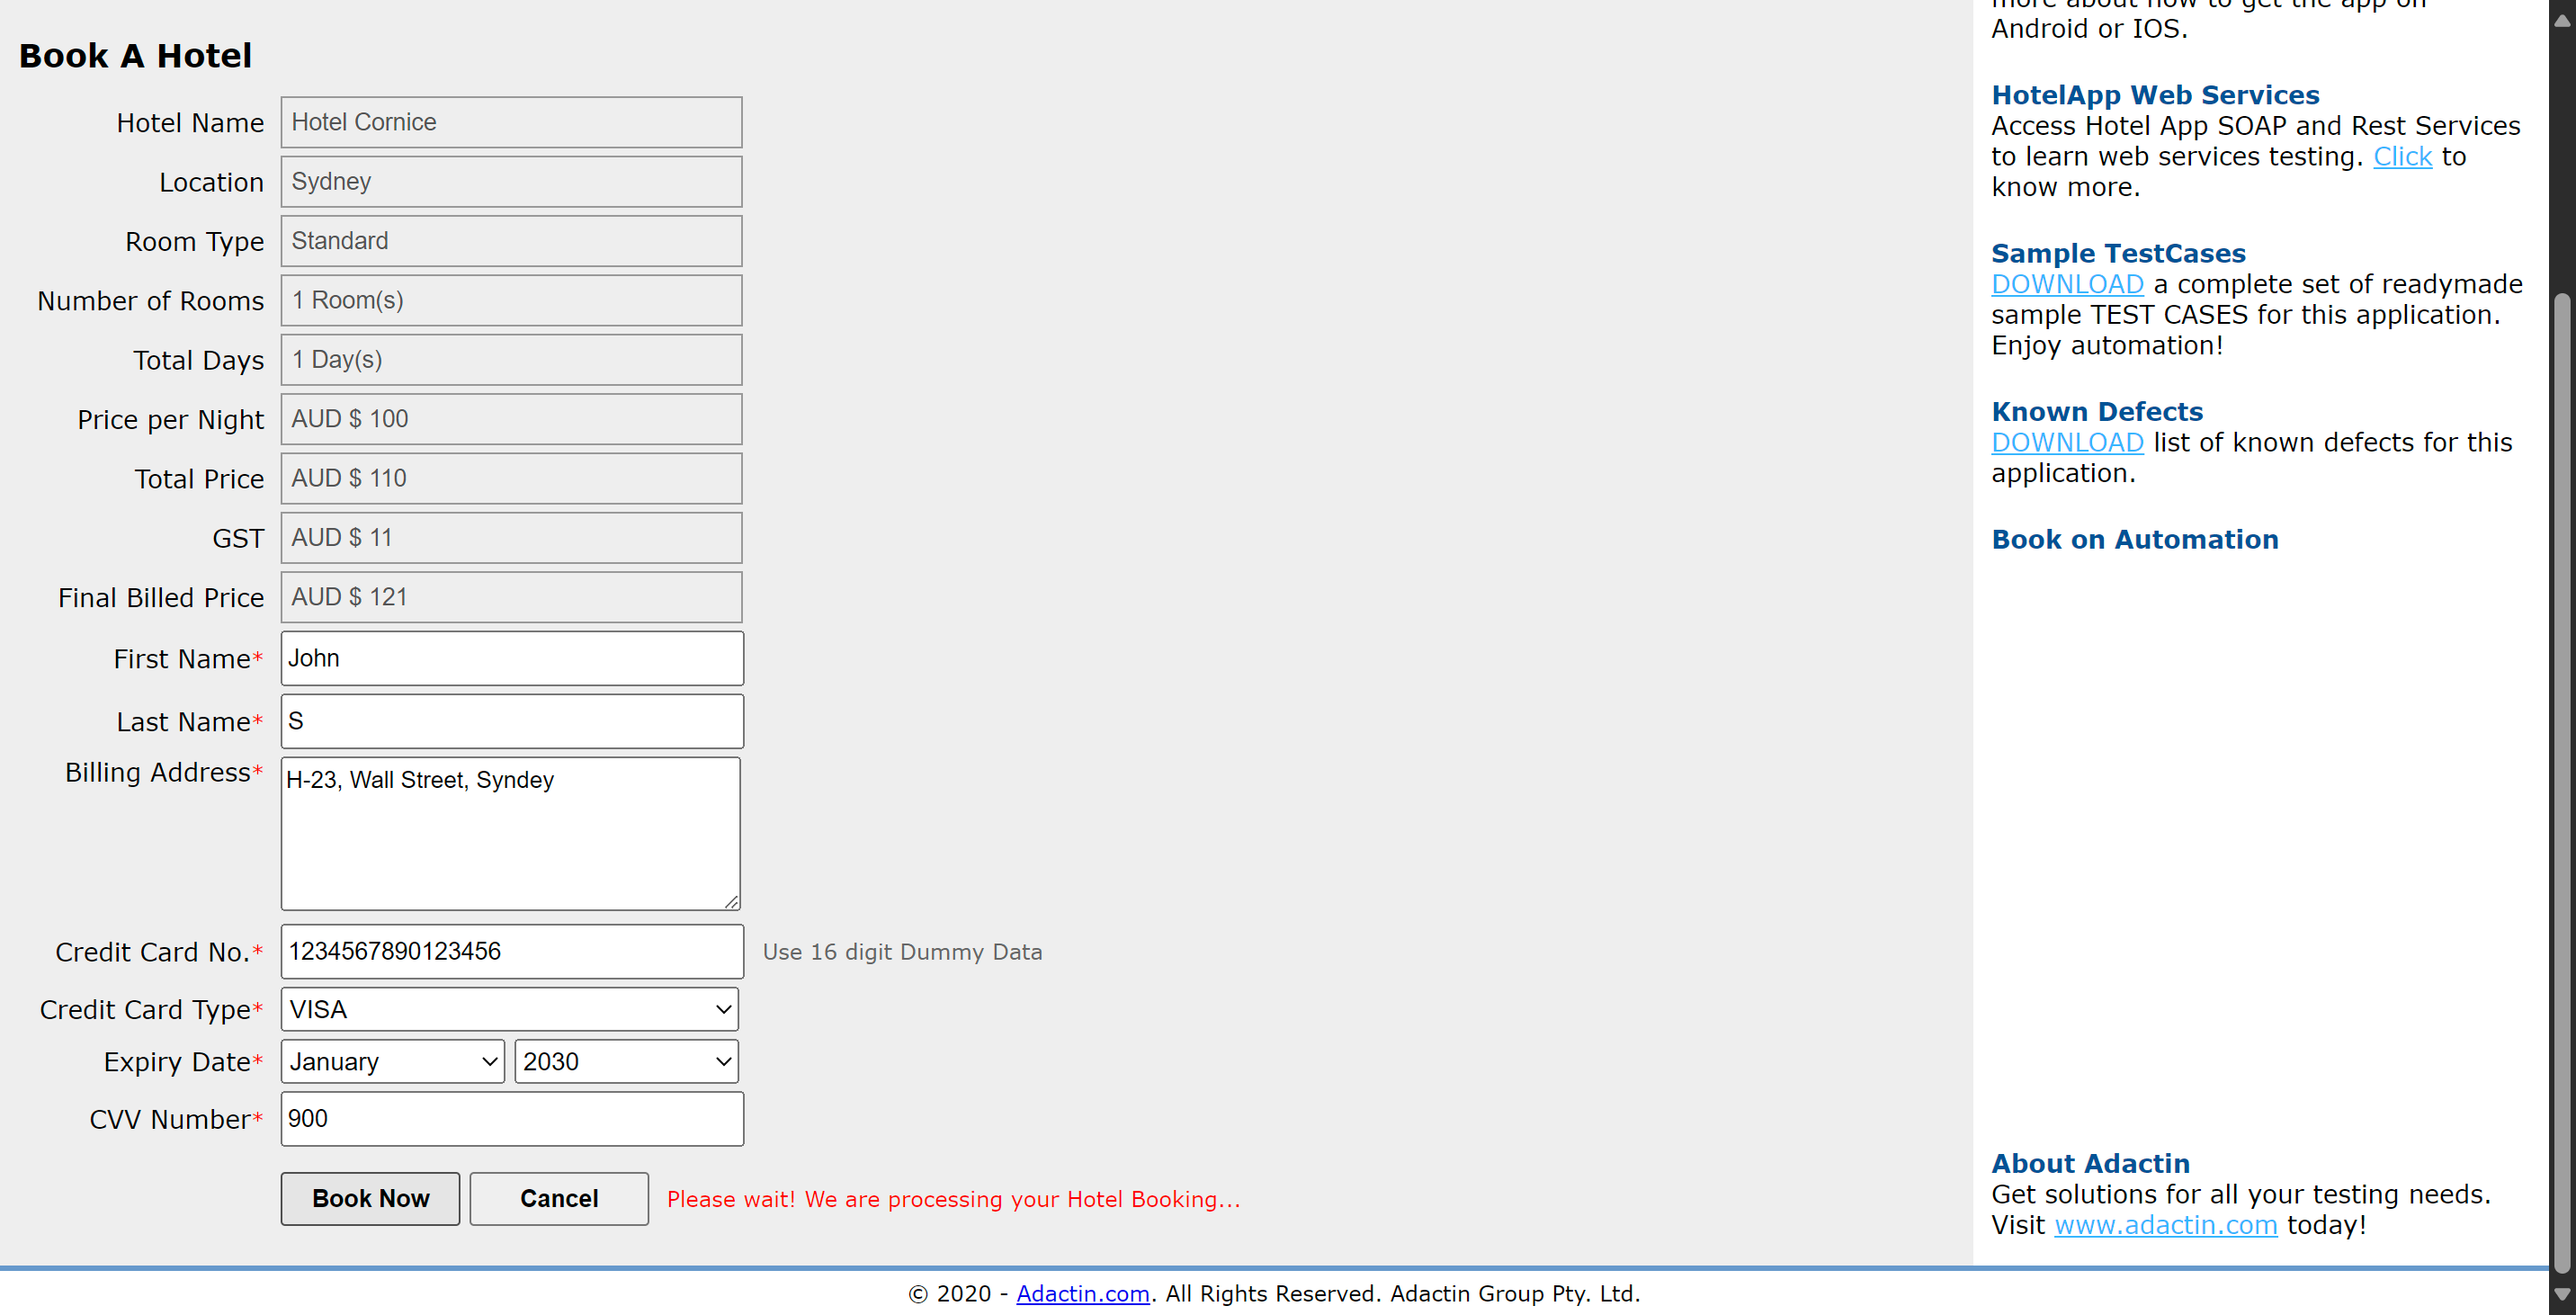 Book A Hotel
Hotel Name Hotel Cornice
Location Sydney
Room Type Standard
Number of Rooms 1 Room(s)
Total Days 1 Day(s)
Price per Night AUD $ 100
Total Price AUD $ 110
GST AUD $ 11
Final Billed Price AUD $ 121
First Name* John
Last Name* S
Billing Address* H-23, Wall Street, Syndey
Credit Card No.* 1234567890123456 Use 16 digit Dummy Data
Credit Card Type* VISA
Expiry Date* January 2030
CVV Number* 900
Book Now Cancel Please wait! We are processing your Hotel Booking...
more about how to get the app on
Android or IOS.
HotelApp Web Services
Access Hotel App SOAP and Rest Services
to learn web services testing. Click to
know more.
Sample TestCases
DOWNLOAD a complete set of readymade
sample TEST CASES for this application.
Enjoy automation!
Known Defects
DOWNLOAD list of known defects for this
application.
Book on Automation
About Adactin
Get solutions for all your testing needs.
Visit www.adactin.com today!
© 2020 - Adactin.com. All Rights Reserved. Adactin Group Pty. Ltd.